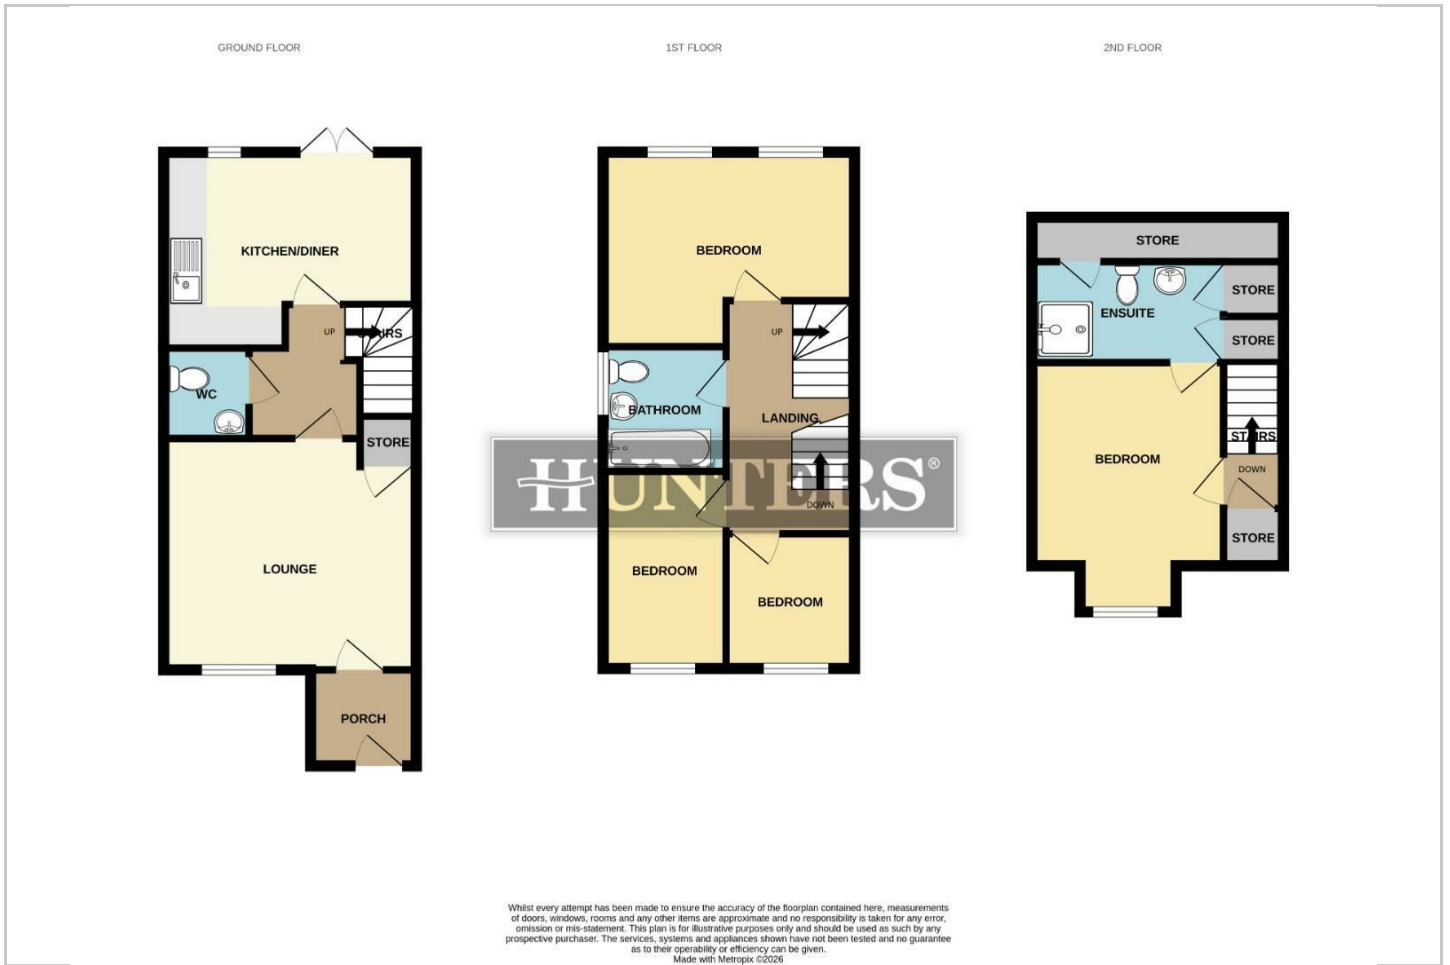 GROUND FLOOR
1ST FLOOR
2ND FLOOR
KITCHEN/DINER
UP
STAIRS
WC
STORE
LOUNGE
PORCH
BEDROOM
UP
BATHROOM
LANDING
DOWN
BEDROOM
BEDROOM
HUNTERS®
STORE
STORE
ENSUITE
STORE
BEDROOM
STAIRS
DOWN
STORE
Whilst every attempt has been made to ensure the accuracy of the floorplan contained here, measurements
of doors, windows, rooms and any other items are approximate and no responsibility is taken for any error,
omission or mis-statement. This plan is for illustrative purposes only and should be used as such by any
prospective purchaser. The services, systems and appliances shown have not been tested and no guarantee
as to their operability or efficiency can be given.
Made with Metropix ©2026